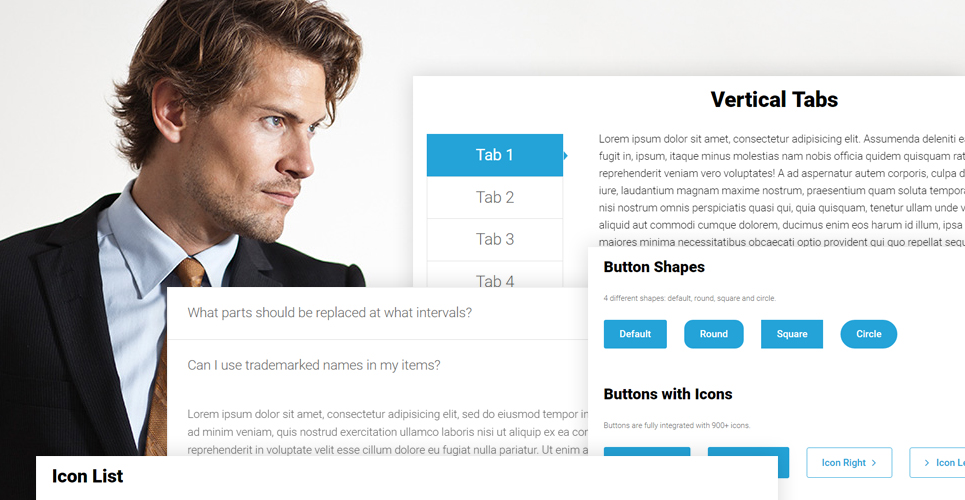 Vertical Tabs
Tab 1
Tab 2
Tab 3
Tab 4
Lorem ipsum dolor sit amet, consectetur adipisicing elit. Assumenda deleniti
fugit in, ipsum, itaque minus molestias nam nobis officia quidem quisquam
reprehenderit veniam vero voluptates! A ad aspernatur autem corporis, culpa
iure, laudantium magnam maxime nostrum, praesentium quam soluta
nisi nostrum omnis perspiciatis quasi qui, quia quisquam, tenetur ullam unde
aliquid aut commodi cumque dolorem, ducimus enim eos harum id illum, ipsa
maiores minima necessitatibus obcaecati optio provident qui quo repellat
Button Shapes
4 different shapes: default, round, square and circle.
Default
Round
Square
Circle
Buttons with Icons
Buttons are fully integrated with 900+ icons.
Icon Right
Icon
What parts should be replaced at what intervals?
Can I use trademarked names in my items?
Lorem ipsum dolor sit amet, consectetur adipisicing elit, sed do eiusmod tempor
ad minim veniam, quis nostrud exercitation ullamco laboris nisi ut aliquip ex ea
reprehenderit in voluptate velit esse cillum dolore eu fugiat nulla pariatur. Ut enim
Icon List